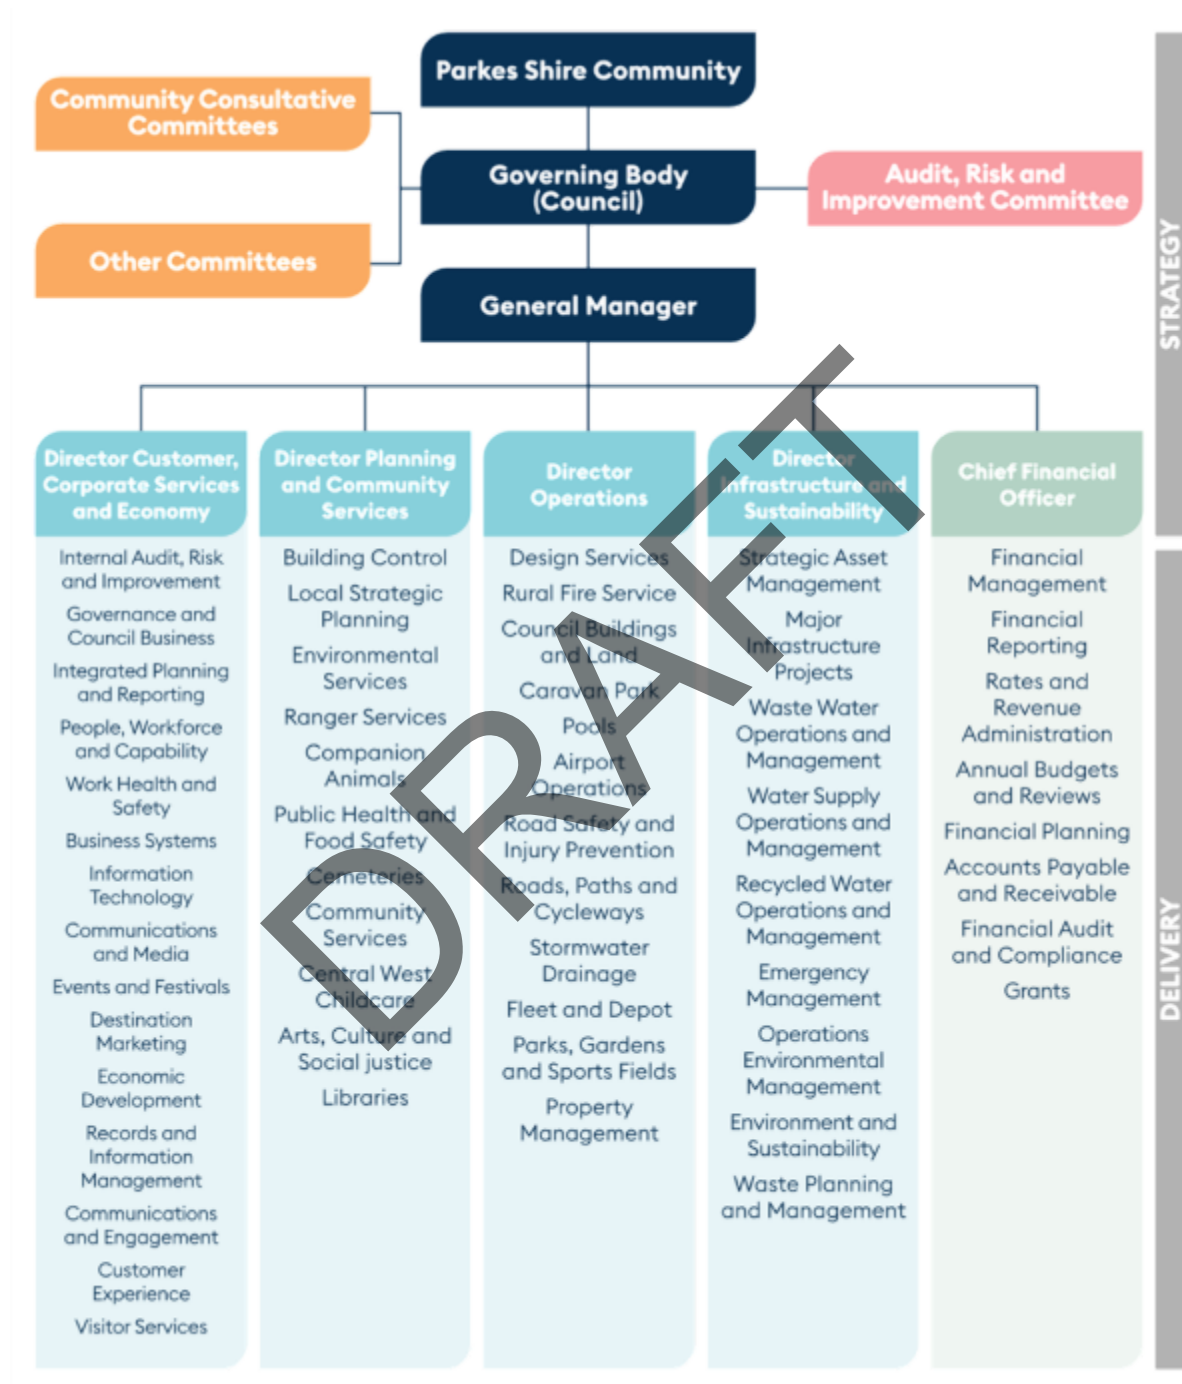 Parkes Shire Community
Community Consultative
Committees
Governing Body
(Council)
Audit, Risk and
Improvement Committee
Other Committees
General Manager
STRATEGY
Director Customer,
Corporate Services
and Economy
Internal Audit, Risk
and Improvement
Governance and
Council Business
Integrated Planning
and Reporting
People, Workforce
and Capability
Work Health and
Safety
Business Systems
Information
Technology
Communications
and Media
Events and Festivals
Destination
Marketing
Economic
Development
Records and
Information
Management
Communications
and Engagement
Customer
Experience
Visitor Services
Director Planning
and Community
Services
Building Control
Local Strategic
Planning
Environmental
Services
Ranger Services
Companion
Animals
Public Health and
Food Safety
Cemeteries
Community
Services
Central West
Childcare
Arts, Culture and
Social justice
Libraries
Director
Operations
Design Services
Rural Fire Service
Council Buildings
and Land
Caravan Park
Pools
Airport
Operations
Road Safety and
Injury Prevention
Roads, Paths and
Cycleways
Stormwater
Drainage
Fleet and Depot
Parks, Gardens
and Sports Fields
Property
Management
Director
Infrastructure and
Sustainability
Strategic Asset
Management
Major
Infrastructure
Projects
Waste Water
Operations and
Management
Water Supply
Operations and
Management
Recycled Water
Operations and
Management
Emergency
Management
Operations
Environmental
Management
Environment and
Sustainability
Waste Planning
and Management
Chief Financial
Officer
Financial
Management
Financial
Reporting
Rates and
Revenue
Administration
Annual Budgets
and Reviews
Financial Planning
Accounts Payable
and Receivable
Financial Audit
and Compliance
Grants
DELIVERY
DRAFT